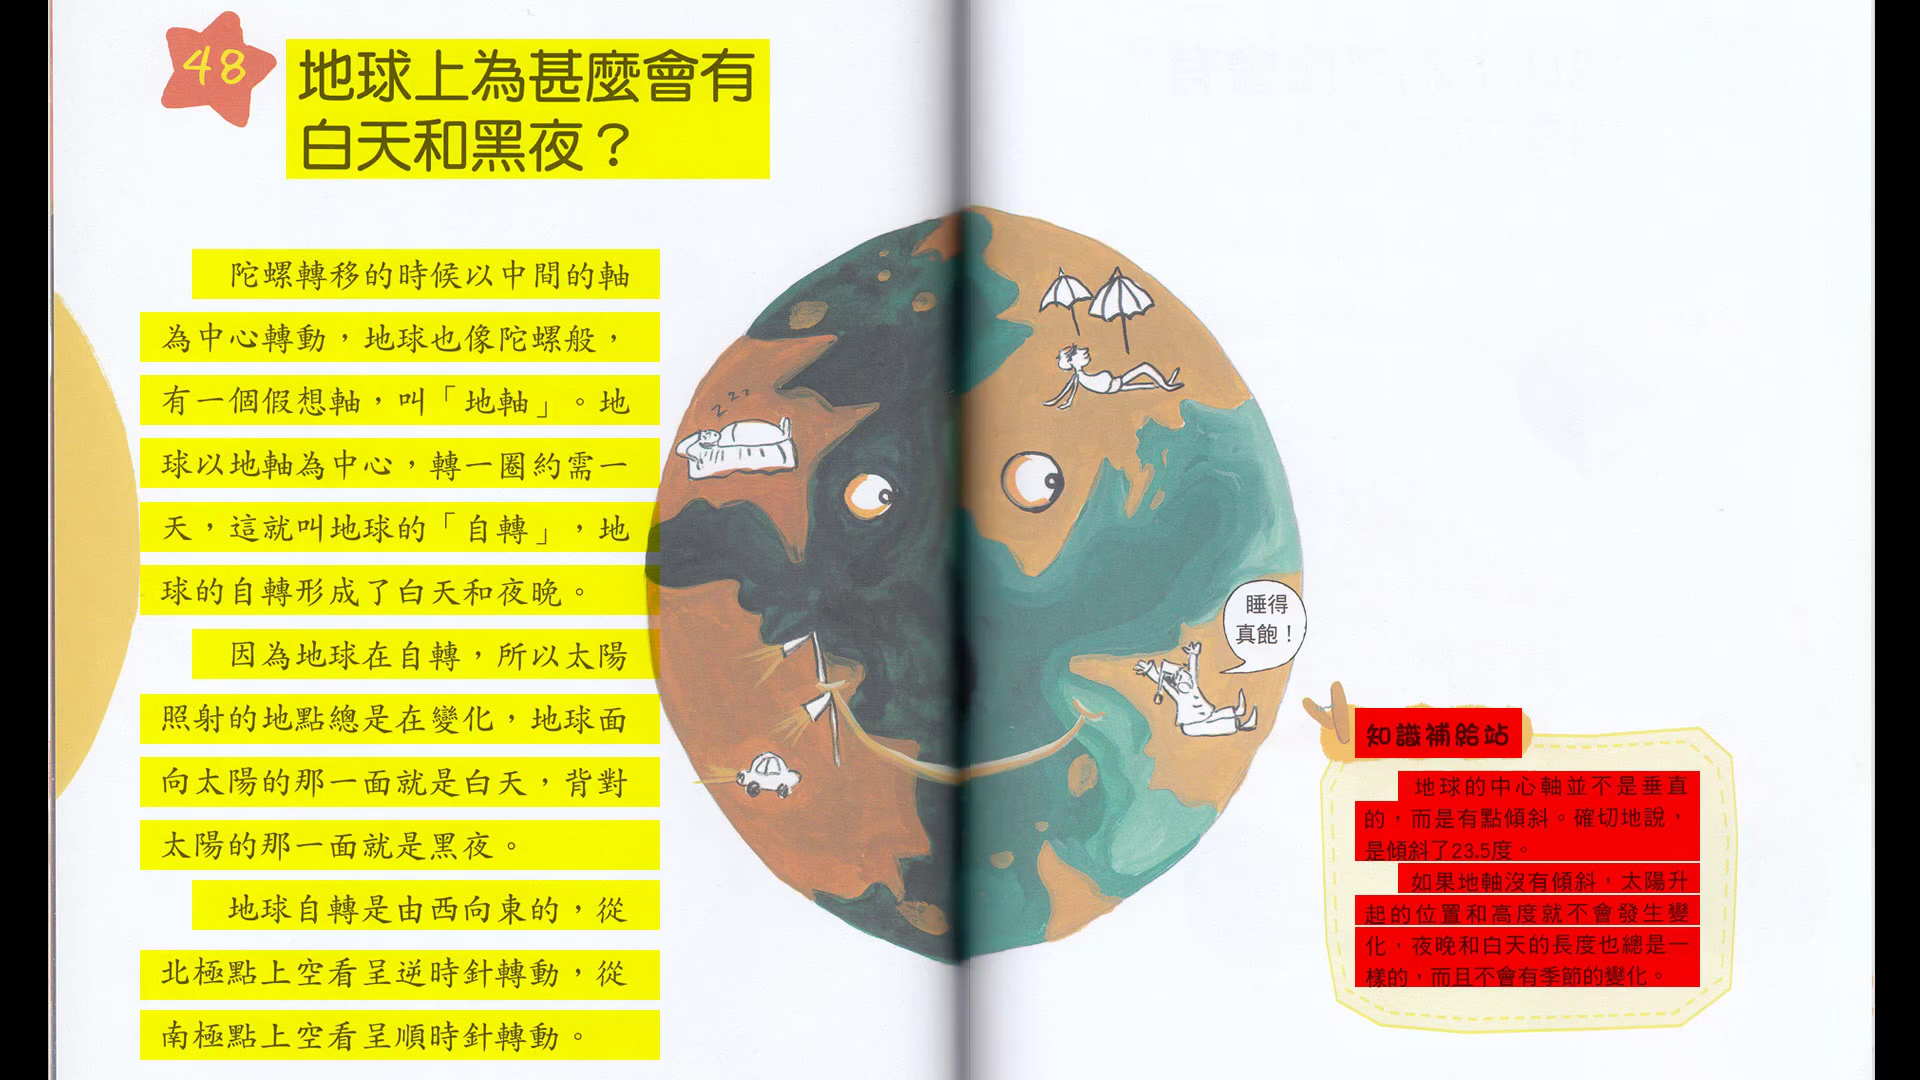 48
地球上為甚麼會有
白天和黑夜？
陀螺轉移的時候以中間的軸
為中心轉動，地球也像陀螺般，
有一個假想軸，叫「地軸」。地
球以地軸為中心，轉一圈約需一
天，這就叫地球的「自轉」，地
球的自轉形成了白天和夜晚。
因為地球在自轉，所以太陽
照射的地點總是在變化，地球面
向太陽的那一面就是白天，背對
太陽的那一面就是黑夜。
地球自轉是由西向東的，從
北極點上空看呈逆時針轉動，從
南極點上空看呈順時針轉動。
z z z
睡得
真飽！
知識補給站
地球的中心軸並不是垂直
的，而是有點傾斜。確切地說，
是傾斜了23.5度。
如果地軸沒有傾斜，太陽升
起的位置和高度就不會發生變
化，夜晚和白天的長度也總是一
樣的，而且不會有季節的變化。